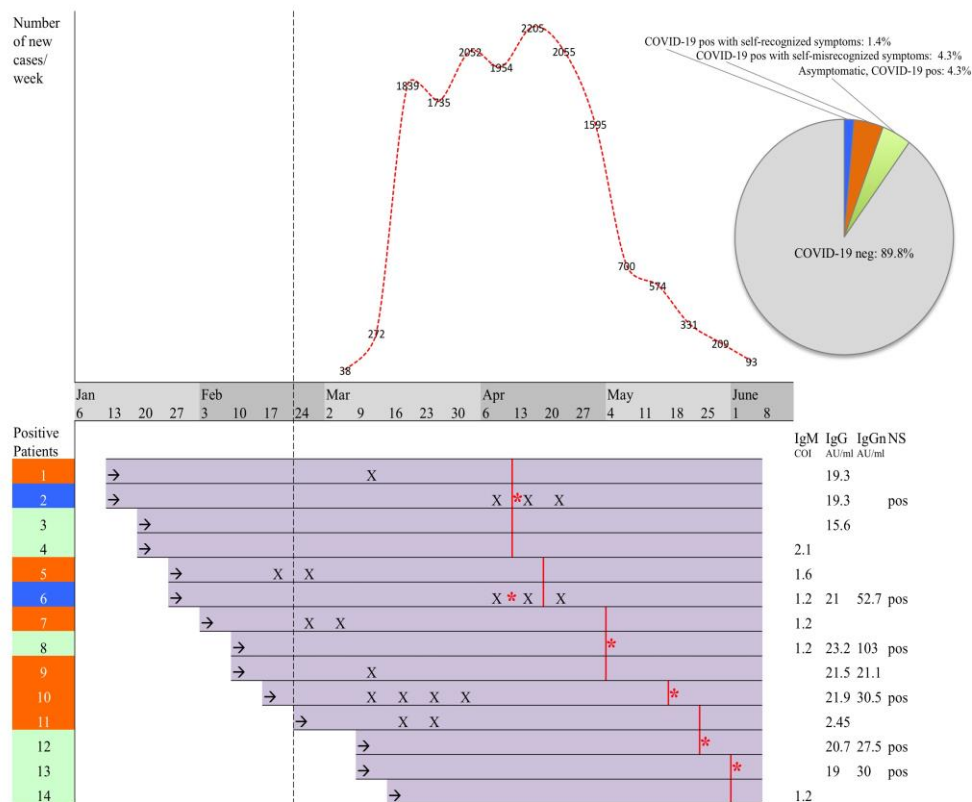 Number
of new
cases/
week
COVID-19 pos with self-recognized symptoms: 1.4%
COVID-19 pos with self-misrecognized symptoms: 4.3%
Asymptomatic, COVID-19 pos: 4.3%
COVID-19 neg: 89.8%
38
272
1839
1735
2052
1954
2205
2055
1595
700
574
331
209
93
Jan Feb Mar Apr May June
6 13 20 27 3 10 17 24 2 9 16 23 30 6 13 20 27 4 11 18 25 1 8
Positive
Patients
IgM IgG IgGn NS
COI AU/ml AU/ml
1 → X 19.3
2 → X * X X 19.3 pos
3 → 15.6
4 → 2.1
5 → X X 1.6
6 → X * X X 1.2 21 52.7 pos
7 → X X 1.2
8 → * 1.2 23.2 103 pos
9 → X 21.5 21.1
10 → X X X X * 21.9 30.5 pos
11 → X X 2.45
12 → * 20.7 27.5 pos
13 → * 19 30 pos
14 → 1.2